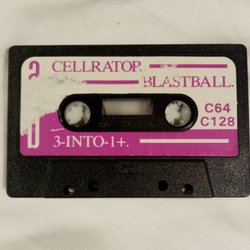 CELLRATOR.
BLASTBALL.
C64
C128
3-INTO-1+.